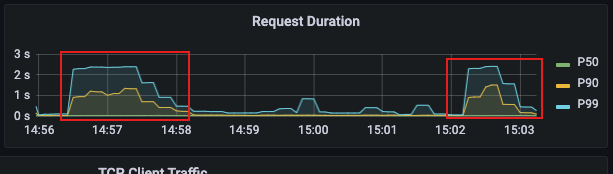 Request Duration
3 s
2 s
1 s
0 s
14:56 14:57 14:58 14:59 15:00 15:01 15:02 15:03
P50
P90
P99
TCP Client Traffic